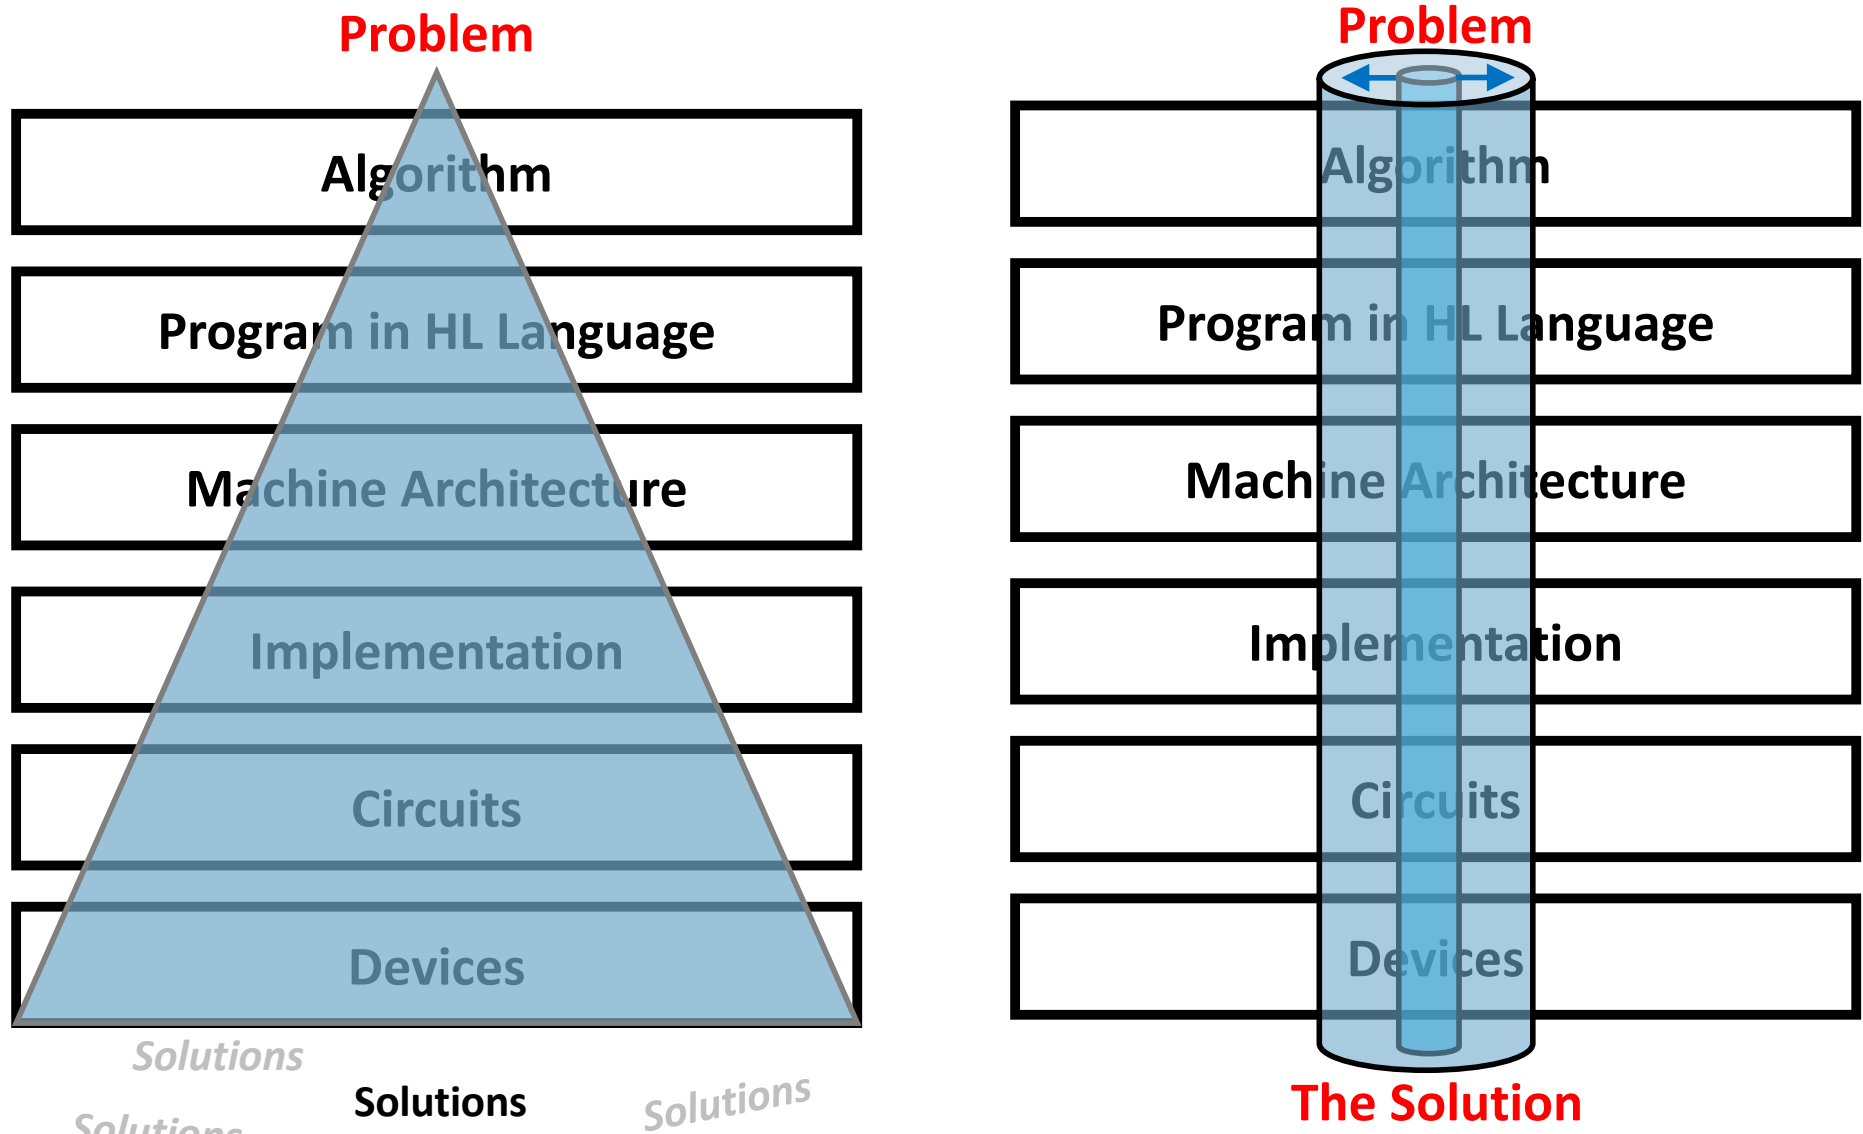 Problem
Algorithm
Program in HL Language
Machine Architecture
Implementation
Circuits
Devices
Solutions
Solutions
Solutions
Solutions
Problem
Algorithm
Program in HL Language
Machine Architecture
Implementation
Circuits
Devices
The Solution